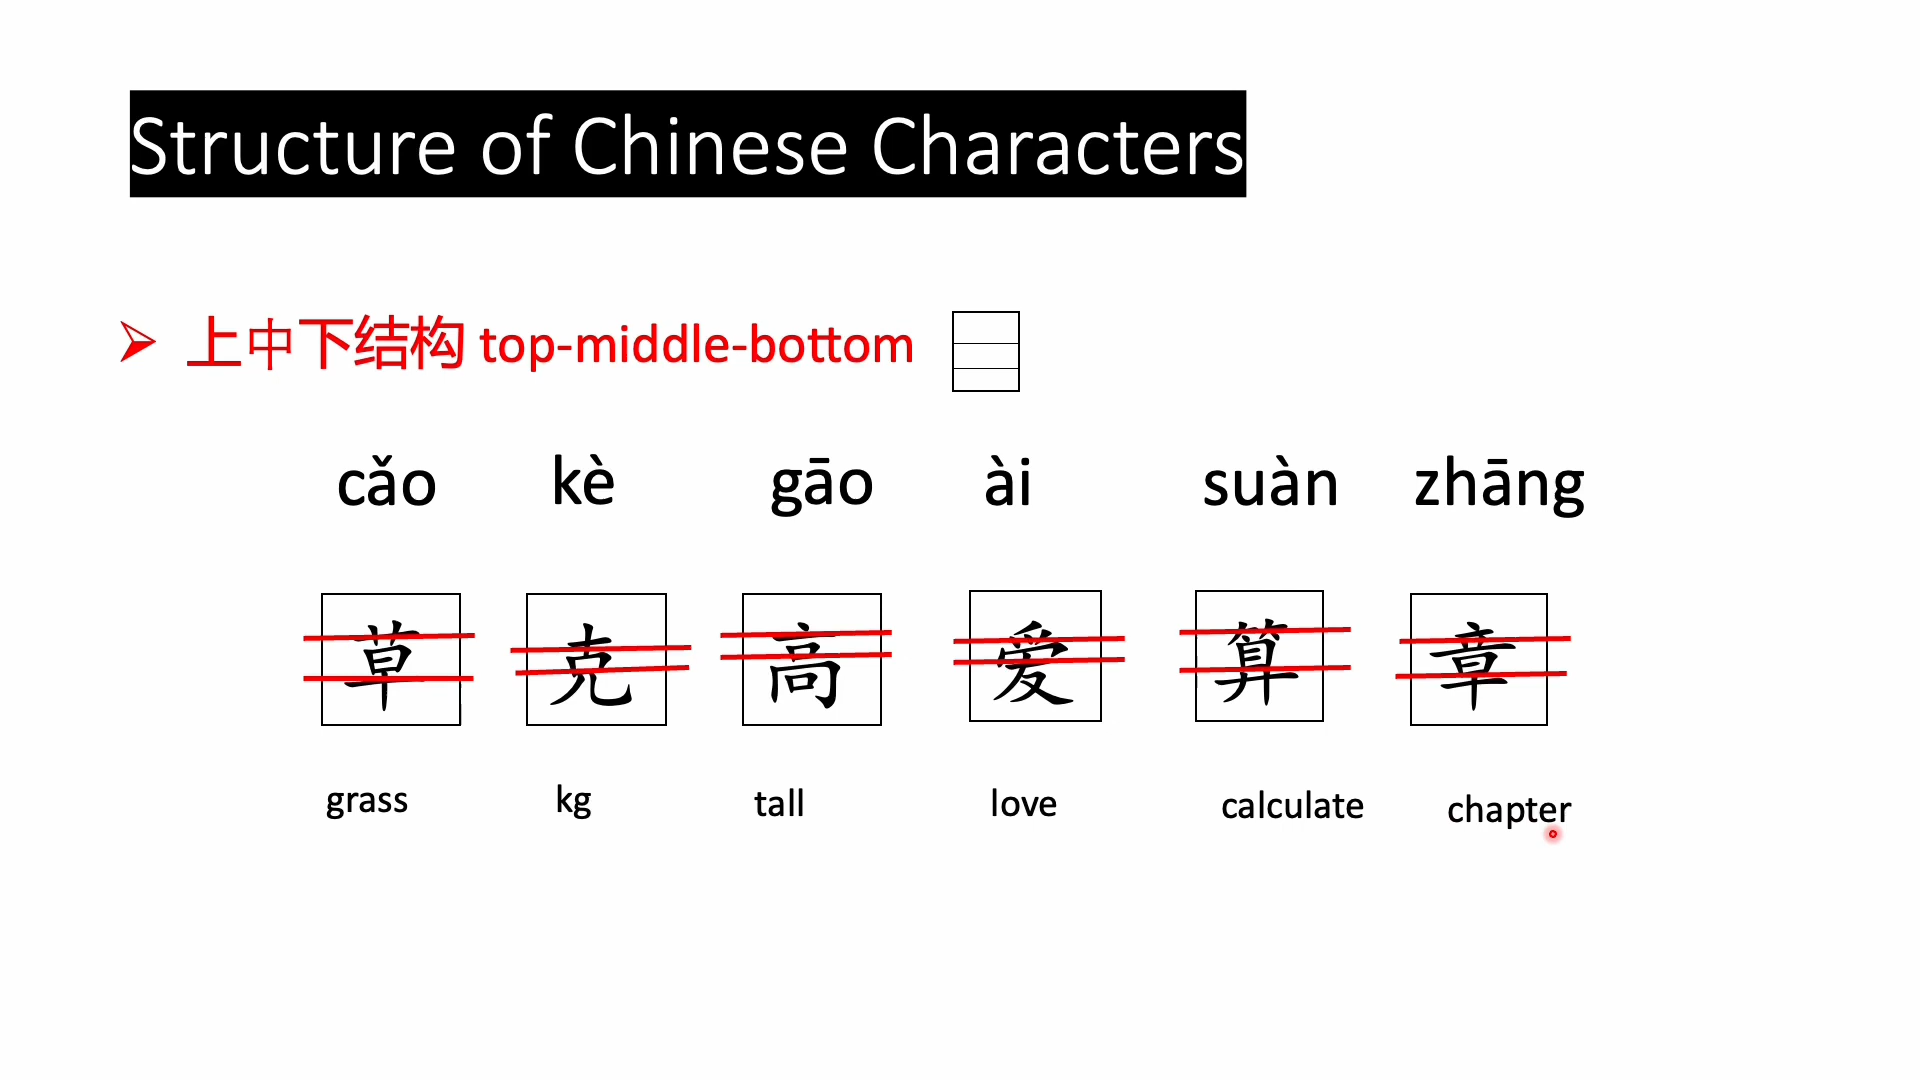 Structure of Chinese Characters
上中下结构 top-middle-bottom
cǎo kè gāo ài suàn zhāng
草 克 高 爱 算 章
grass kg tall love calculate chapter